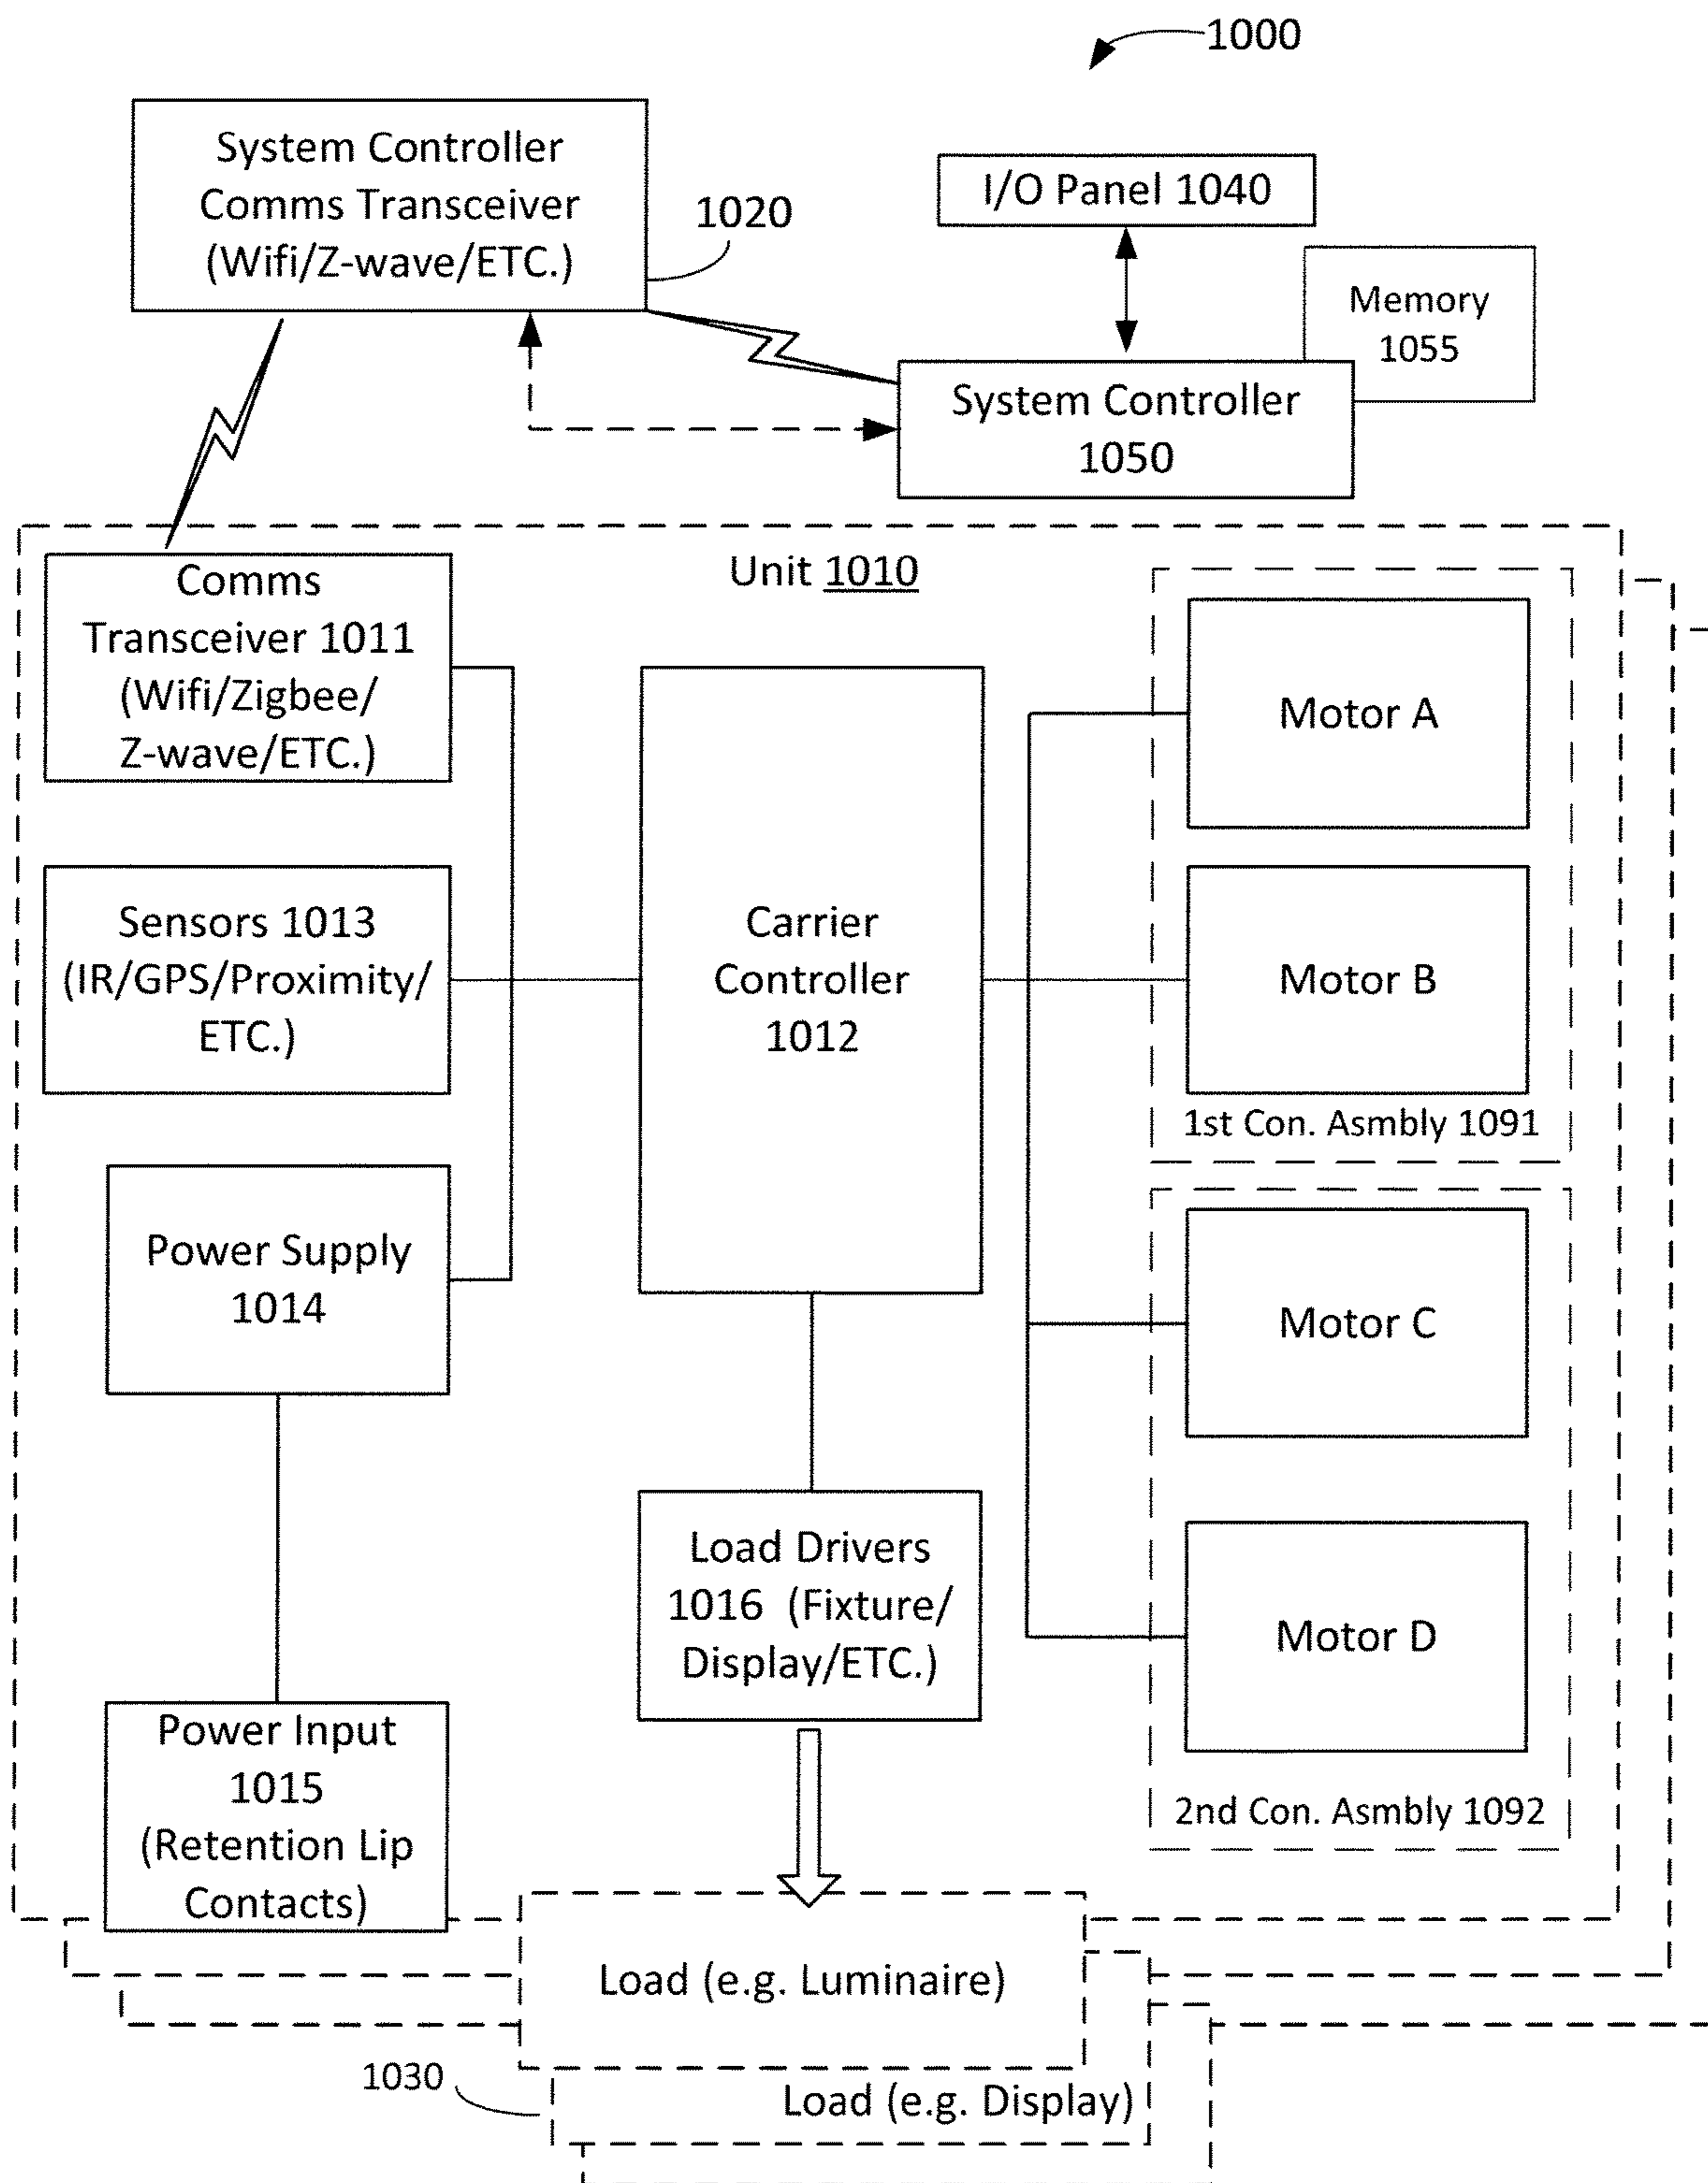 1000
System Controller
Comms Transceiver
(Wifi/Z-wave/ETC.)
1020
I/O Panel 1040
Memory
1055
System Controller
1050
Unit 1010
Comms
Transceiver 1011
(Wifi/Zigbee/
Z-wave/ETC.)
Sensors 1013
(IR/GPS/Proximity/
ETC.)
Power Supply
1014
Power Input
1015
(Retention Lip
Contacts)
Carrier
Controller
1012
Load Drivers
1016 (Fixture/
Display/ETC.)
Motor A
Motor B
1st Con. Asmbly 1091
Motor C
Motor D
2nd Con. Asmbly 1092
Load (e.g. Luminaire)
1030
Load (e.g. Display)